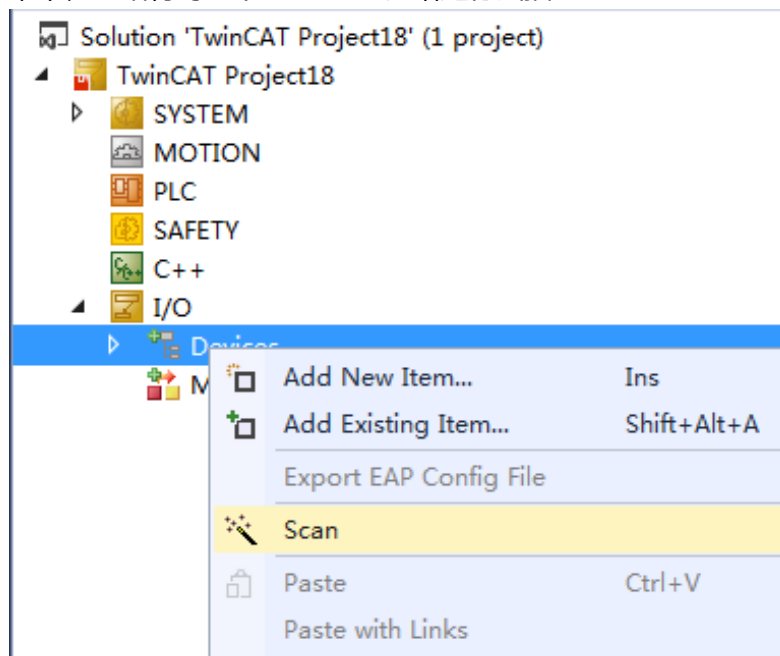 Solution 'TwinCAT Project18' (1 project)
TwinCAT Project18
SYSTEM
MOTION
PLC
SAFETY
C++
I/O
Devices
Add New Item... Ins
Add Existing Item... Shift+Alt+A
Export EAP Config File
Scan
Paste Ctrl+V
Paste with Links